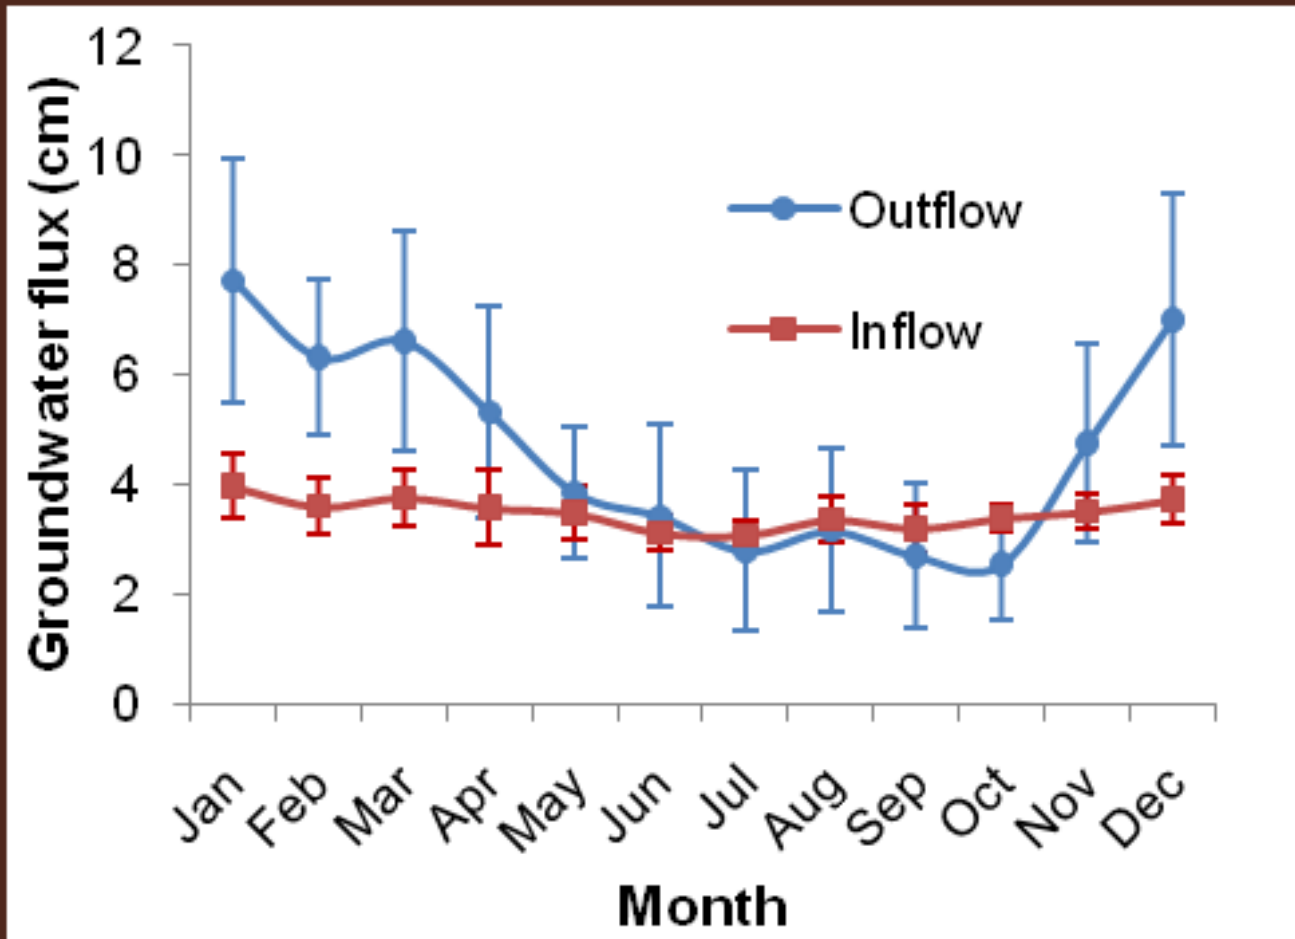 Groundwater flux (cm)
12
10
8
6
4
2
0
Outflow
Inflow
Jan
Feb
Mar
Apr
May
Jun
Jul
Aug
Sep
Oct
Nov
Dec
Month